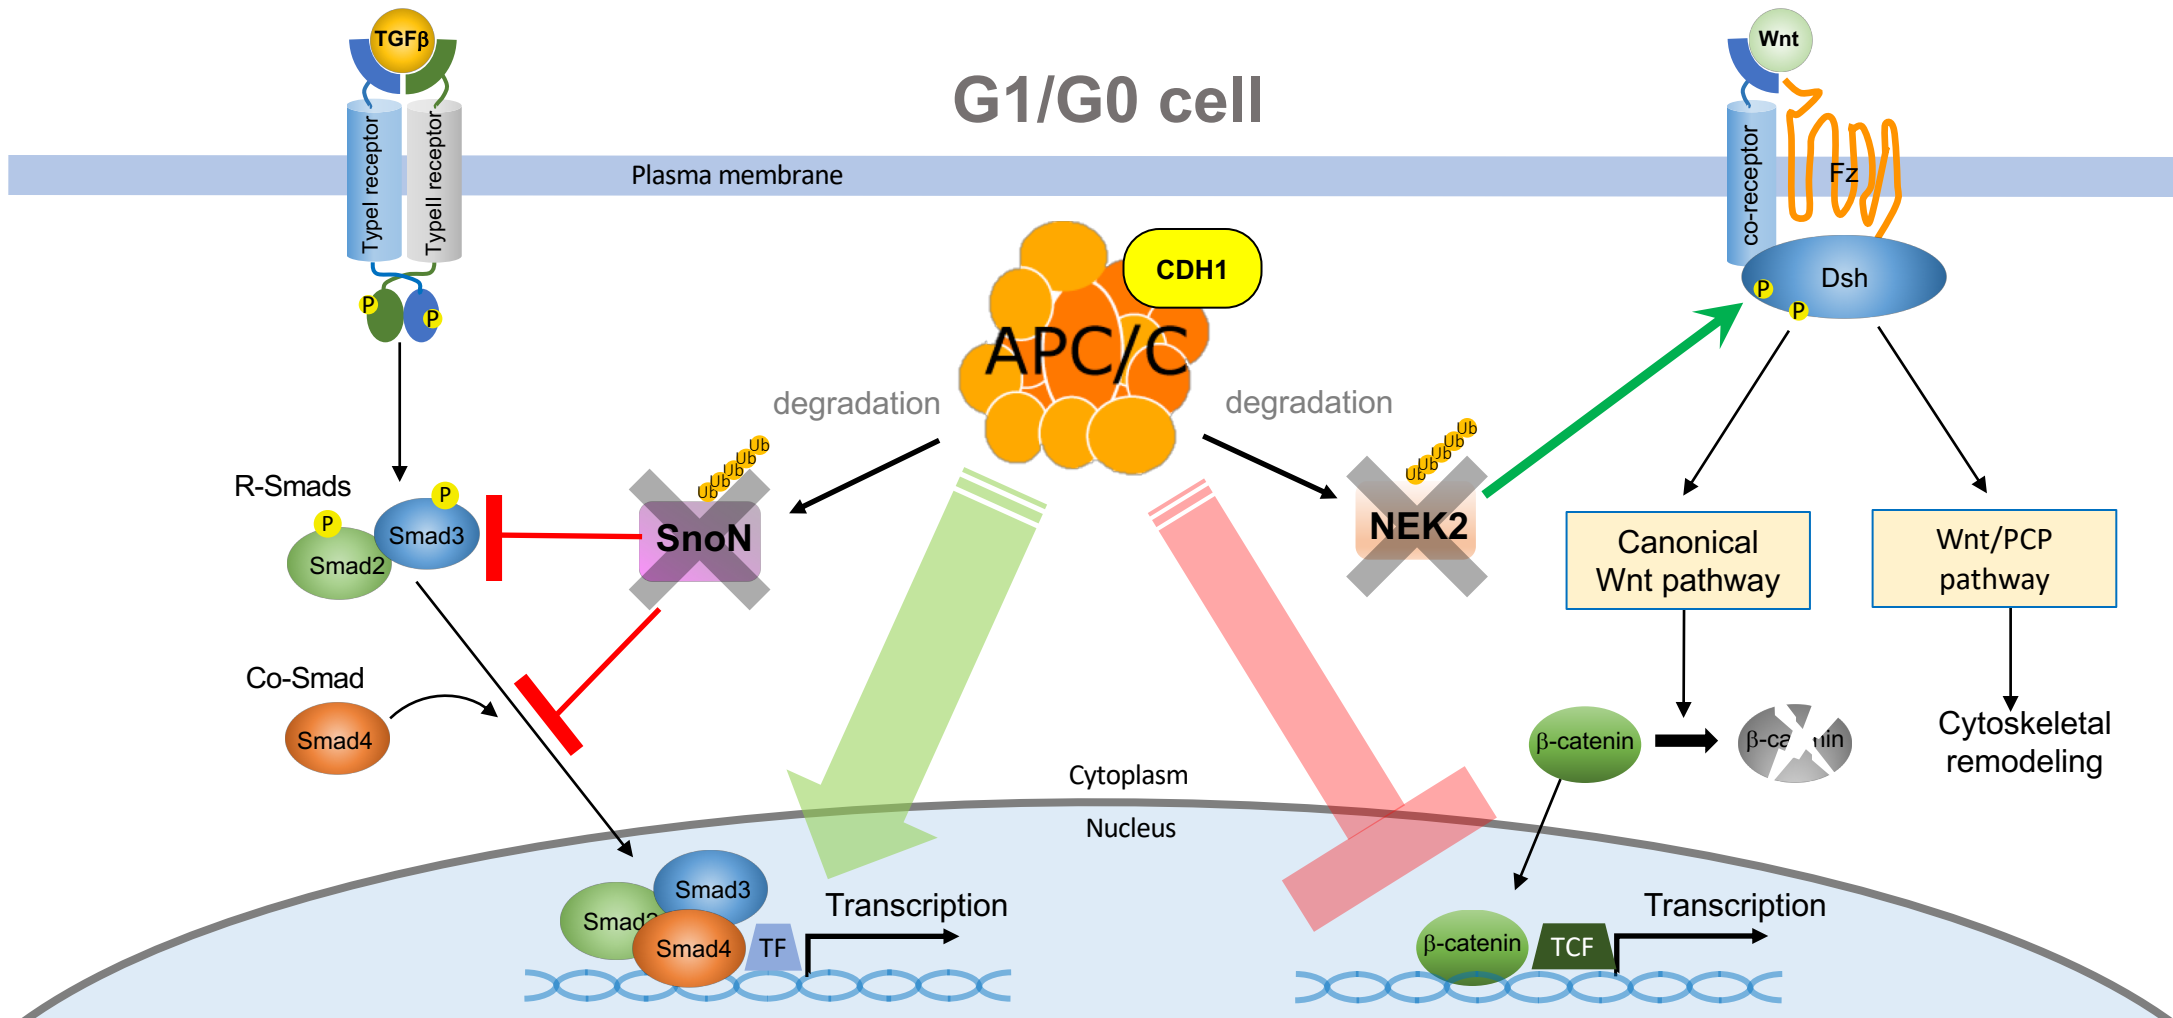 TGFβ
Wnt
G1/G0 cell
TypeI receptor
TypeII receptor
Plasma membrane
co-receptor
Fz
CDH1
APC/C
Dsh
P
P
P
P
degradation
degradation
Ub
Ub
Ub
Ub
Ub
Ub
Ub
Ub
R-Smads
P
P
Smad3
Smad2
SnoN
NEK2
Canonical
Wnt pathway
Wnt/PCP
pathway
Co-Smad
Smad4
β-catenin
Cytoskeletal
remodeling
Cytoplasm
Nucleus
Smad3
Smad4
TF
Transcription
β-catenin
TCF
Transcription